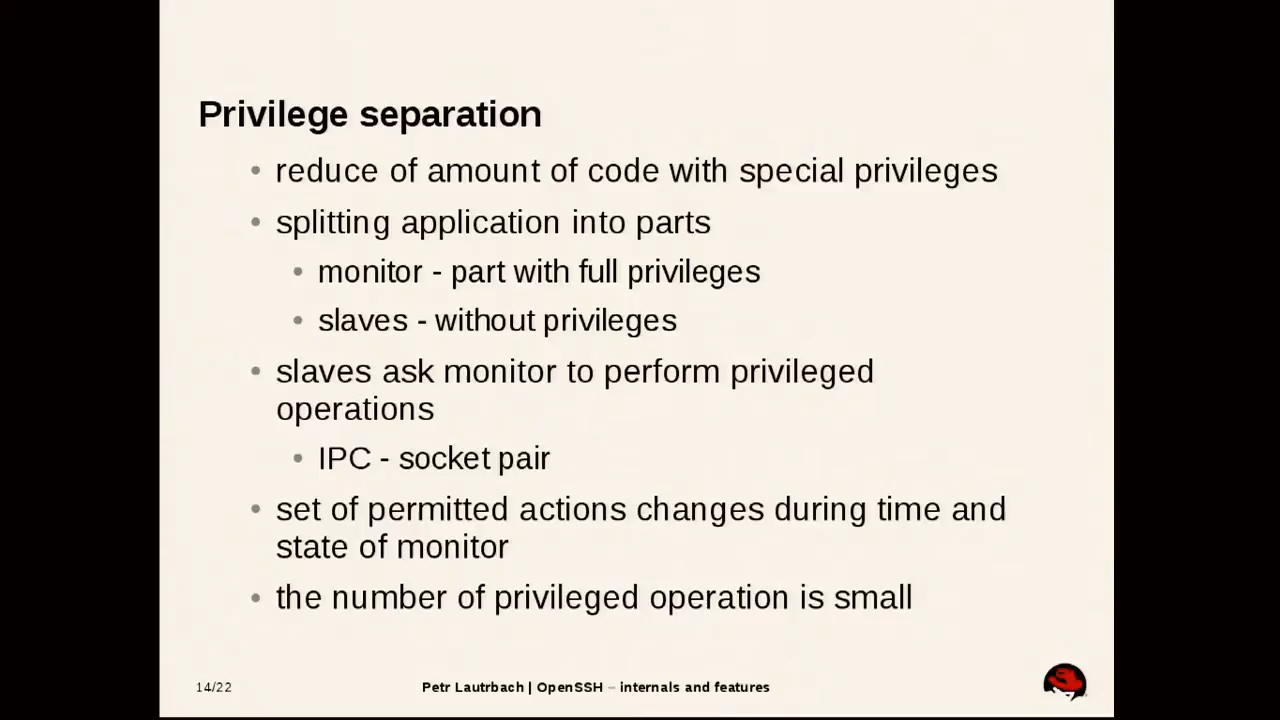 Privilege separation
• reduce of amount of code with special privileges
• splitting application into parts
• monitor - part with full privileges
• slaves - without privileges
• slaves ask monitor to perform privileged
operations
• IPC - socket pair
• set of permitted actions changes during time and
state of monitor
• the number of privileged operation is small
14/22
Petr Lautrbach | OpenSSH – internals and features